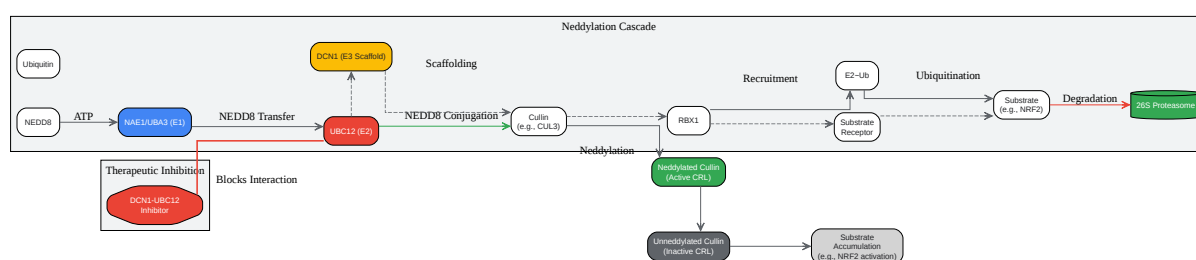 Neddylation Cascade
Ubiquitin
DCN1 (E3 Scaffold)
Scaffolding
Recruitment
E2~Ub
Ubiquitination
NEDD8
ATP
NAE1/UBA3 (E1)
NEDD8 Transfer
UBC12 (E2)
NEDD8 Conjugation
Cullin
(e.g., CUL3)
RBX1
Substrate
Receptor
Substrate
(e.g., NRF2)
Degradation
26S Proteasome
Neddylation
Therapeutic Inhibition
DCN1-UBC12
Inhibitor
Blocks Interaction
Neddylated Cullin
(Active CRL)
Unneddylated Cullin
(Inactive CRL)
Substrate
Accumulation
(e.g., NRF2 activation)